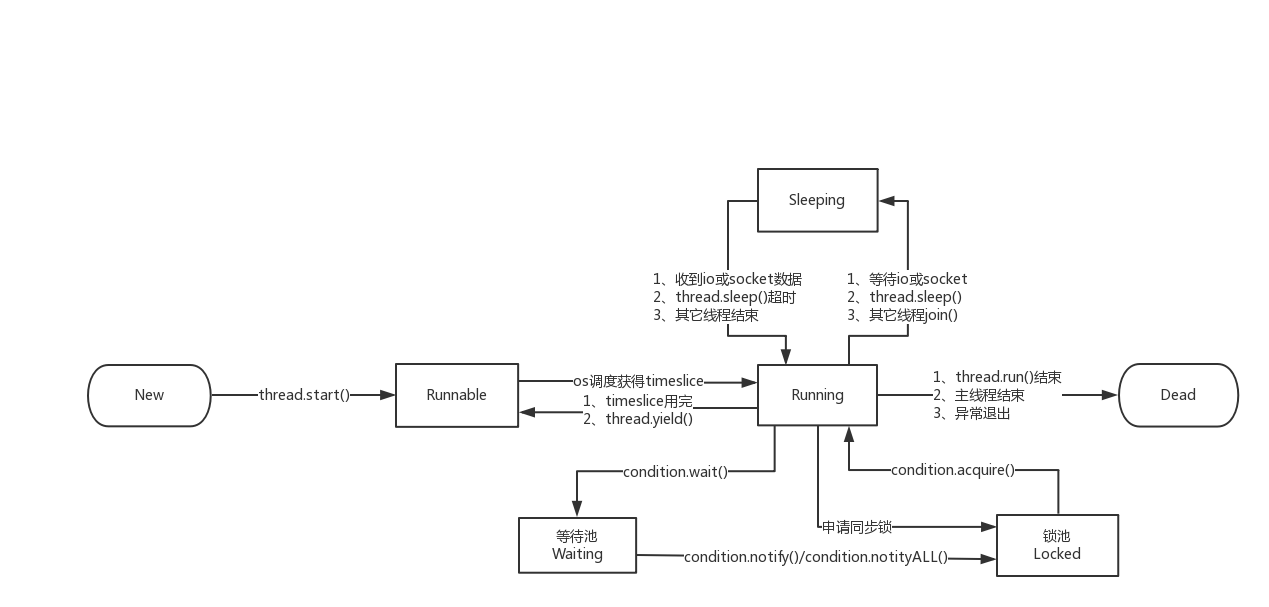 Sleeping
1、收到io或socket数据
2、thread.sleep()超时
3、其它线程结束
1、等待io或socket
2、thread.sleep()
3、其它线程join()
New
thread.start()
Runnable
os调度获得timeslice
1、timeslice用完
2、thread.yield()
Running
1、thread.run()结束
2、主线程结束
3、异常退出
Dead
condition.wait()
condition.acquire()
等待池
Waiting
申请同步锁
condition.notify()/condition.notityALL()
锁池
Locked